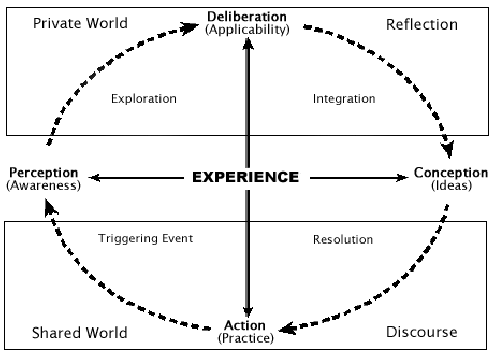 Private World
Deliberation
(Applicability)
Reflection
Exploration
Integration
Perception
(Awareness)
EXPERIENCE
Conception
(Ideas)
Triggering Event
Resolution
Shared World
Action
(Practice)
Discourse